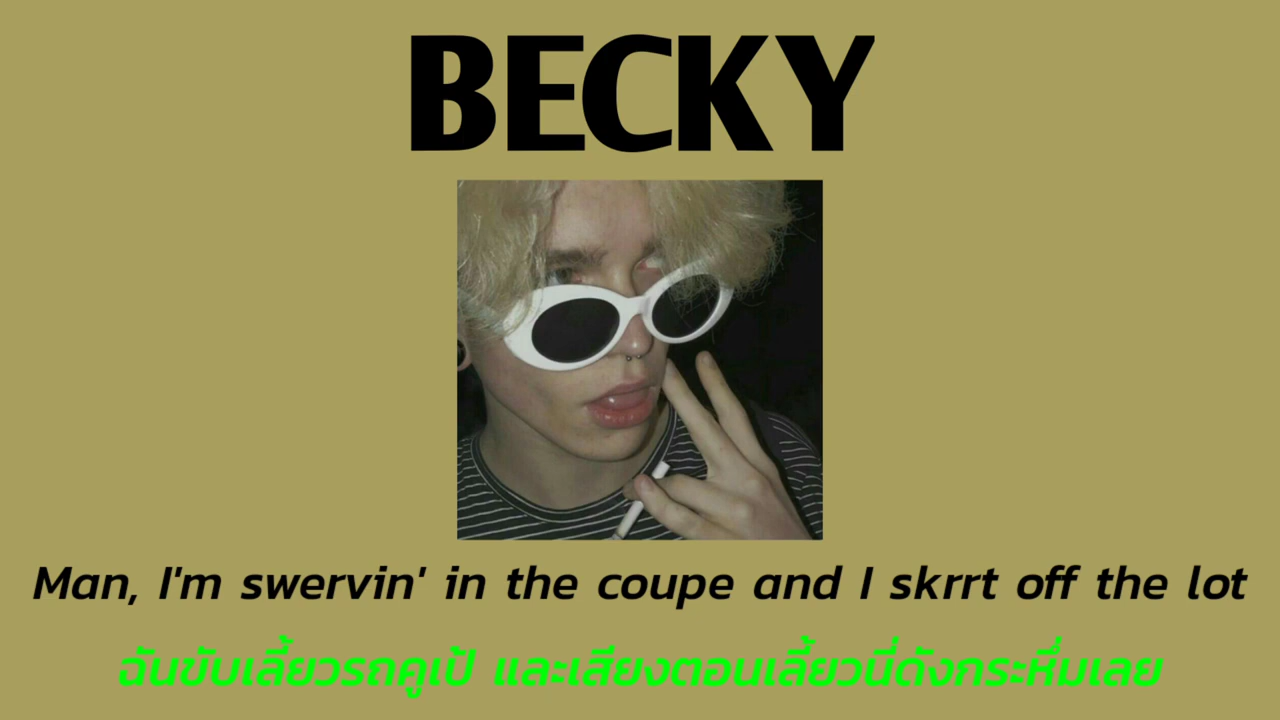 BECKY
Man, I'm swervin' in the coupe and I skrrt off the lot
ฉันขับเลี้ยวรถคูเป้ และเสียงตอนเลี้ยวนี่ดังกระหึ่มเลย